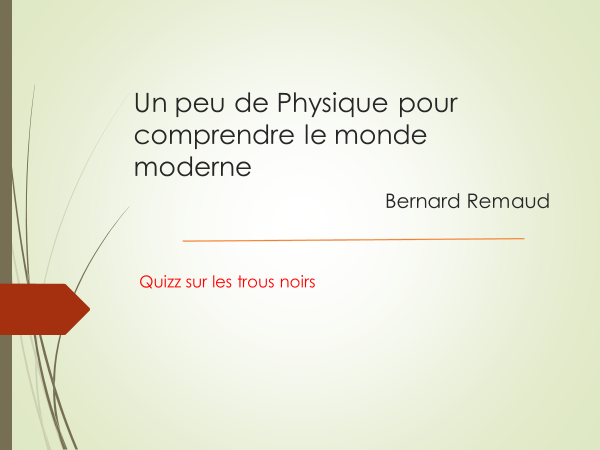 Un peu de Physique pour
comprendre le monde
moderne
Bernard Remaud
Quizz sur les trous noirs